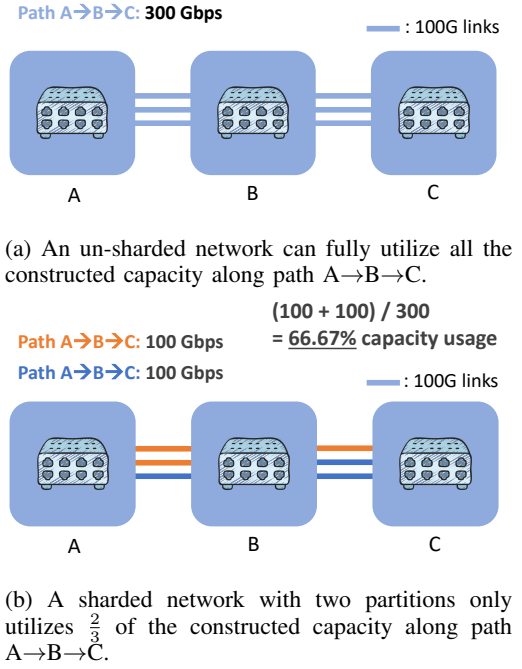 Path A→B→C: 300 Gbps
: 100G links
A
B
C
(a) An un-sharded network can fully utilize all the
constructed capacity along path A→B→C.
(100 + 100) / 300
= 66.67% capacity usage
Path A→B→C: 100 Gbps
Path A→B→C: 100 Gbps
: 100G links
A
B
C
(b) A sharded network with two partitions only
utilizes 2/3 of the constructed capacity along path
A→B→C.